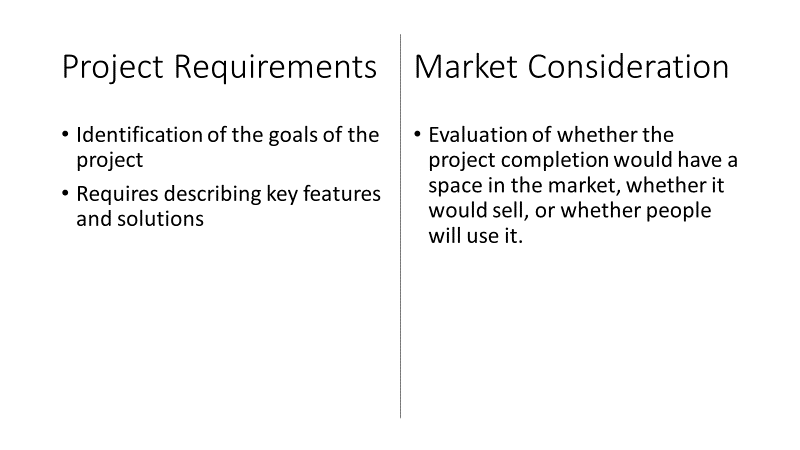 Project Requirements
• Identification of the goals of the
project
• Requires describing key features
and solutions
Market Consideration
• Evaluation of whether the
project completion would have a
space in the market, whether it
would sell, or whether people
will use it.